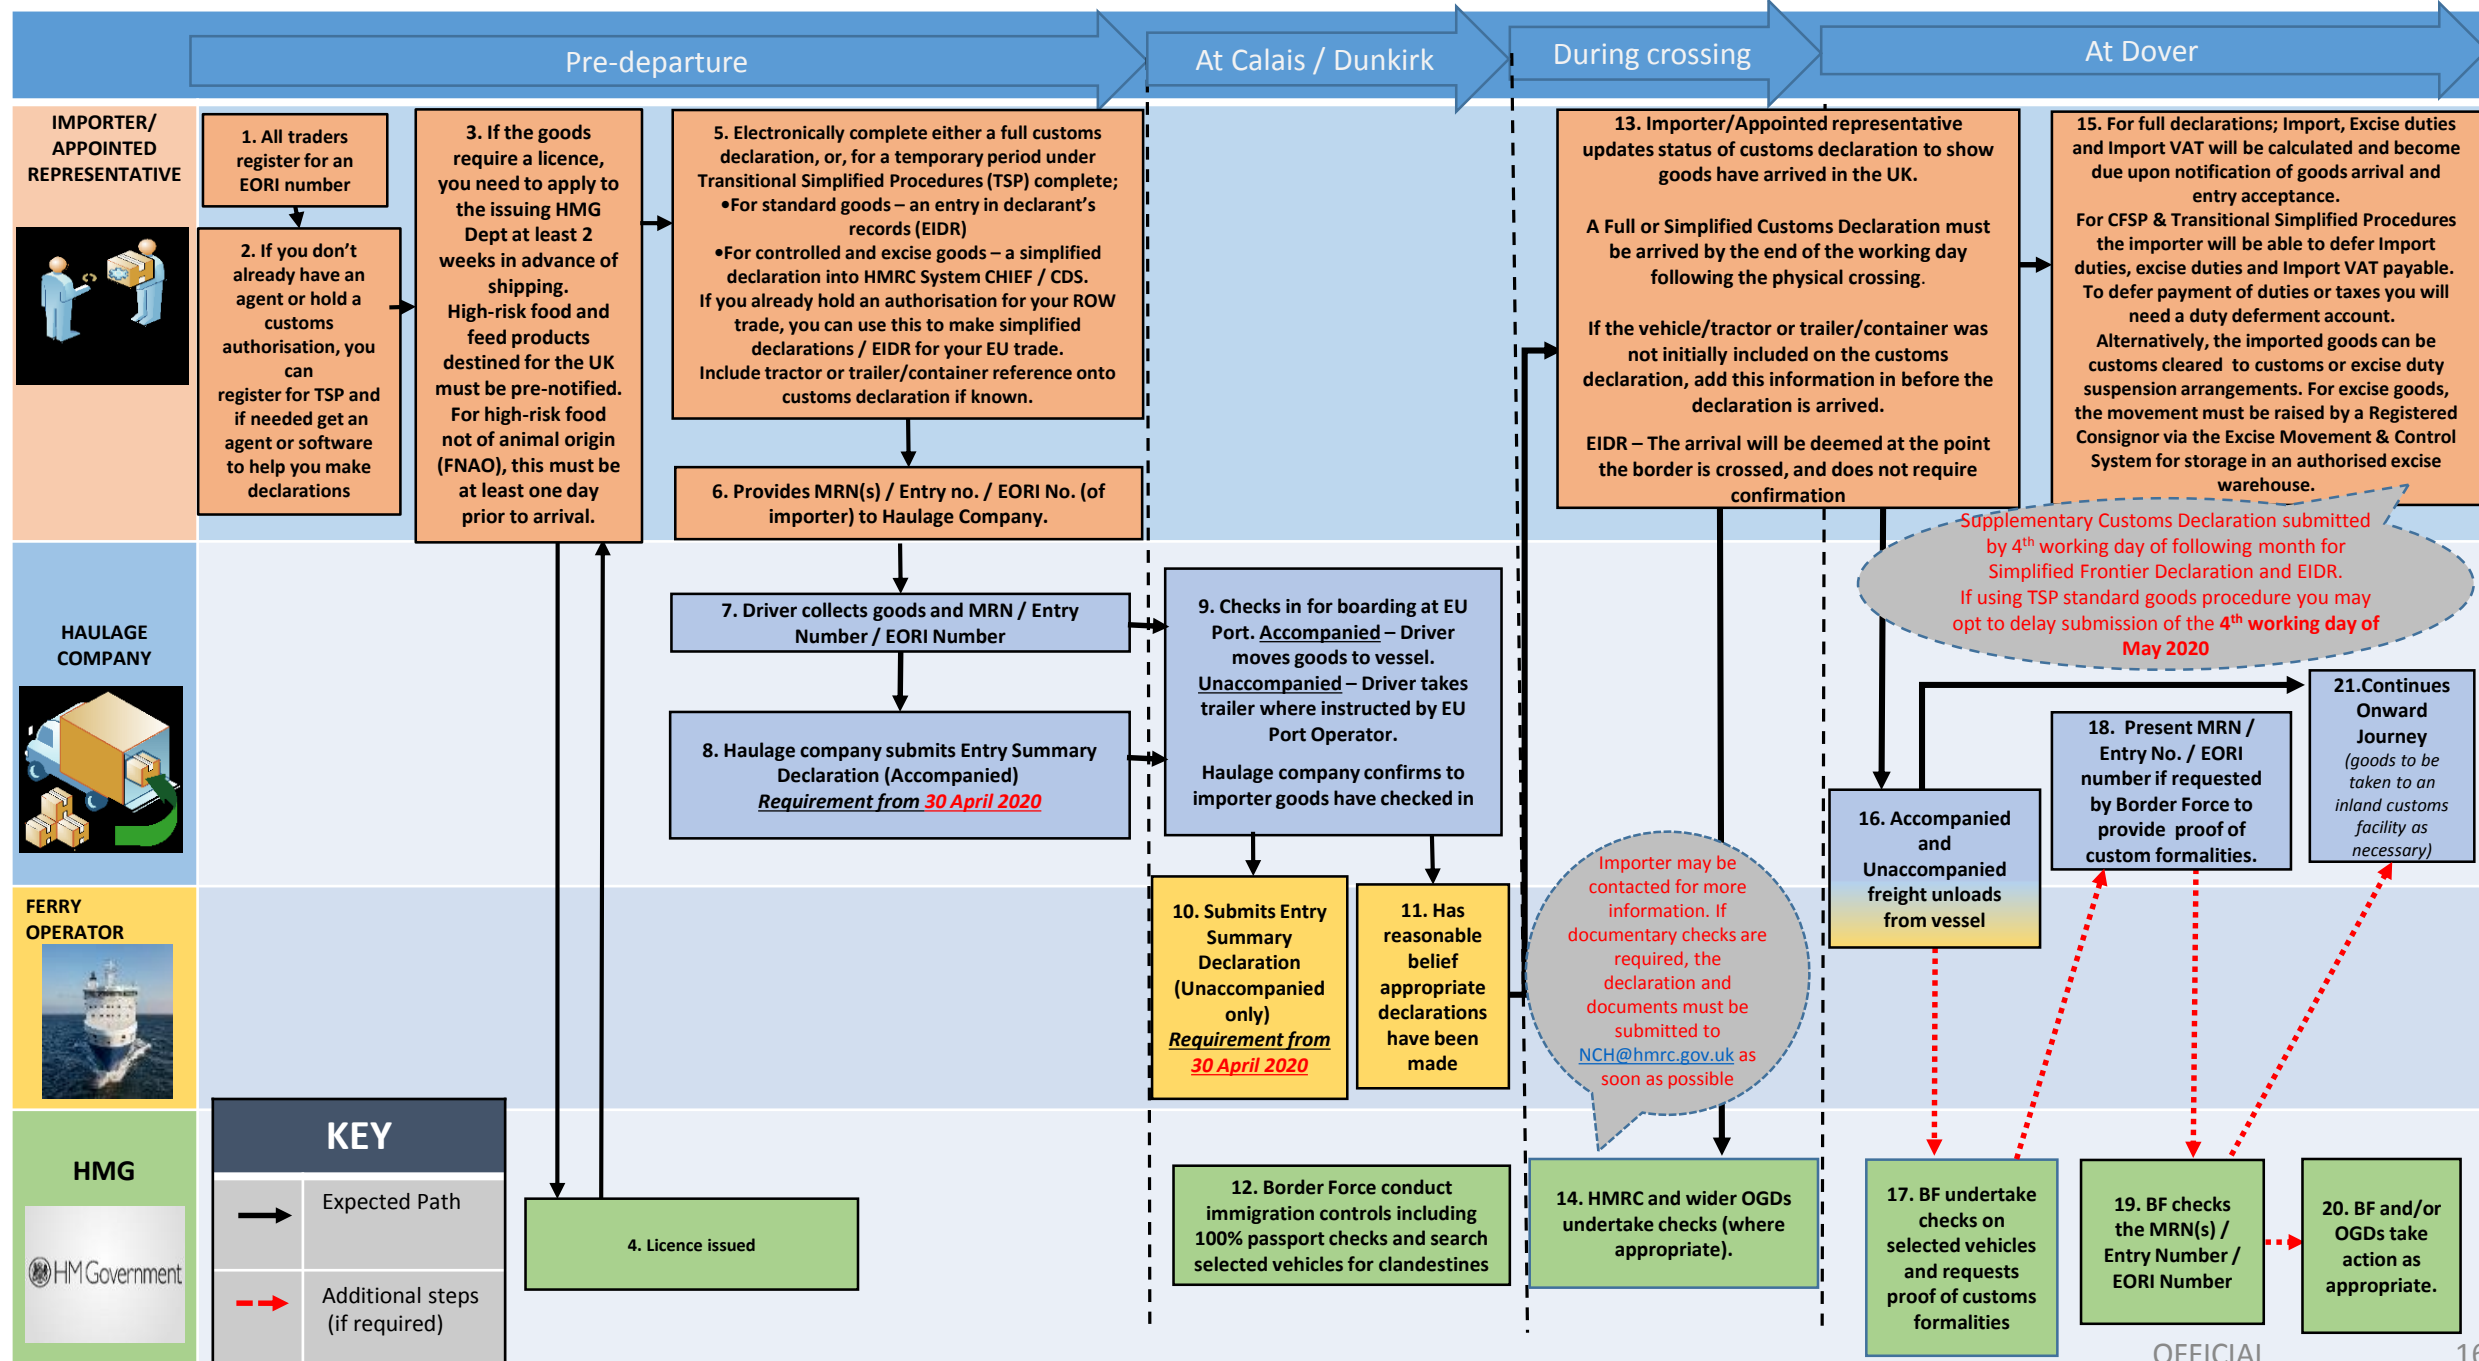 Pre-departure
At Calais / Dunkirk
During crossing
At Dover
IMPORTER/
APPOINTED
REPRESENTATIVE
1. All traders
register for an
EORI number
2. If you don't
already have an
agent or hold a
customs
authorisation, you
can
register for TSP and
if needed get an
agent or software
to help you make
declarations
3. If the goods
require a licence,
you need to apply to
the issuing HMG
Dept at least 2
weeks in advance of
shipping.
High-risk food and
feed products
destined for the UK
must be pre-notified.
For high-risk food
not of animal origin
(FNAO), this must be
at least one day
prior to arrival.
5. Electronically complete either a full customs
declaration, or, for a temporary period under
Transitional Simplified Procedures (TSP) complete;
•For standard goods – an entry in declarant's
records (EIDR)
•For controlled and excise goods – a simplified
declaration into HMRC System CHIEF / CDS.
If you already hold an authorisation for your ROW
trade, you can use this to make simplified
declarations / EIDR for your EU trade.
Include tractor or trailer/container reference onto
customs declaration if known.
6. Provides MRN(s) / Entry no. / EORI No. (of
importer) to Haulage Company.
13. Importer/Appointed representative
updates status of customs declaration to show
goods have arrived in the UK.
A Full or Simplified Customs Declaration must
be arrived by the end of the working day
following the physical crossing.
If the vehicle/tractor or trailer/container was
not initially included on the customs
declaration, add this information in before the
declaration is arrived.
EIDR – The arrival will be deemed at the point
the border is crossed, and does not require
confirmation
15. For full declarations; Import, Excise duties
and Import VAT will be calculated and become
due upon notification of goods arrival and
entry acceptance.
For CFSP & Transitional Simplified Procedures
the importer will be able to defer Import
duties, excise duties and Import VAT payable.
To defer payment of duties or taxes you will
need a duty deferment account.
Alternatively, the imported goods can be
customs cleared to customs or excise duty
suspension arrangements. For excise goods,
the movement must be raised by a Registered
Consignor via the Excise Movement & Control
System for storage in an authorised excise
warehouse.
Supplementary Customs Declaration submitted
by 4th working day of following month for
Simplified Frontier Declaration and EIDR.
If using TSP standard goods procedure you may
opt to delay submission of the 4th working day of
May 2020
HAULAGE
COMPANY
7. Driver collects goods and MRN / Entry
Number / EORI Number
8. Haulage company submits Entry Summary
Declaration (Accompanied)
Requirement from 30 April 2020
9. Checks in for boarding at EU
Port. Accompanied – Driver
moves goods to vessel.
Unaccompanied – Driver takes
trailer where instructed by EU
Port Operator.
Haulage company confirms to
importer goods have checked in
16. Accompanied
and
Unaccompanied
freight unloads
from vessel
18. Present MRN /
Entry No. / EORI
number if requested
by Border Force to
provide proof of
custom formalities.
21.Continues
Onward
Journey
(goods to be
taken to an
inland customs
facility as
necessary)
FERRY
OPERATOR
10. Submits Entry
Summary
Declaration
(Unaccompanied
only)
Requirement from
30 April 2020
11. Has
reasonable
belief
appropriate
declarations
have been
made
Importer may be
contacted for more
information. If
documentary checks are
required, the
declaration and
documents must be
submitted to
NCH@hmrc.gov.uk as
soon as possible
HMG
HM Government
KEY
Expected Path
Additional steps
(if required)
4. Licence issued
12. Border Force conduct
immigration controls including
100% passport checks and search
selected vehicles for clandestines
14. HMRC and wider OGDs
undertake checks (where
appropriate).
17. BF undertake
checks on
selected vehicles
and requests
proof of customs
formalities
19. BF checks
the MRN(s) /
Entry Number /
EORI Number
20. BF and/or
OGDs take
action as
appropriate.
OFFICIAL
16